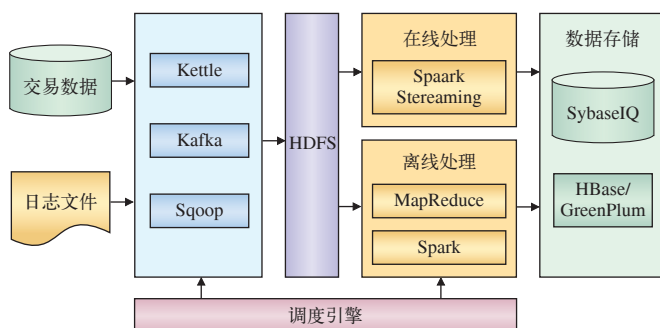 交易数据
日志文件
Kettle
Kafka
Sqoop
HDFS
在线处理
Spaark
Stereaming
离线处理
MapReduce
Spark
数据存储
SybaseIQ
HBase/
GreenPlum
调度引擎